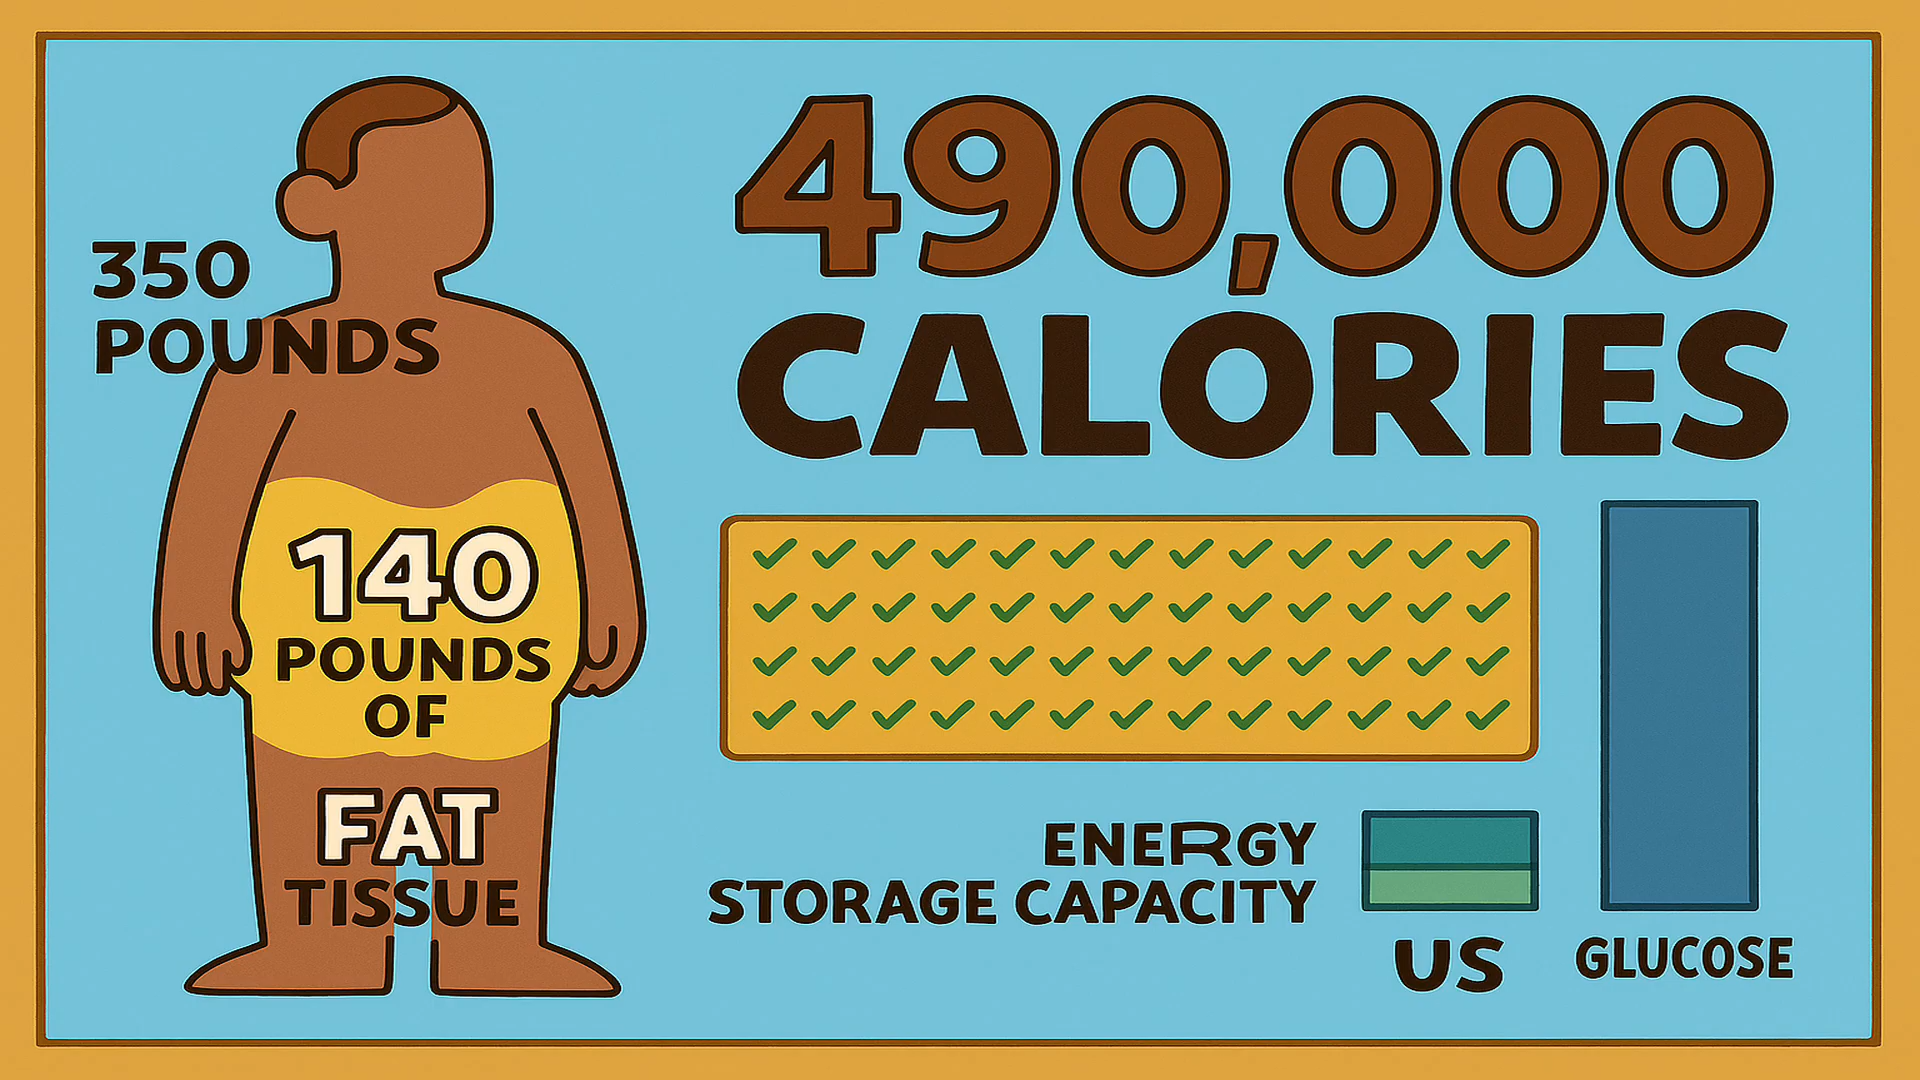 350
POUNDS
140
POUNDS
OF
FAT
TISSUE
490,000
CALORIES
ENERGY
STORAGE CAPACITY
US
GLUCOSE